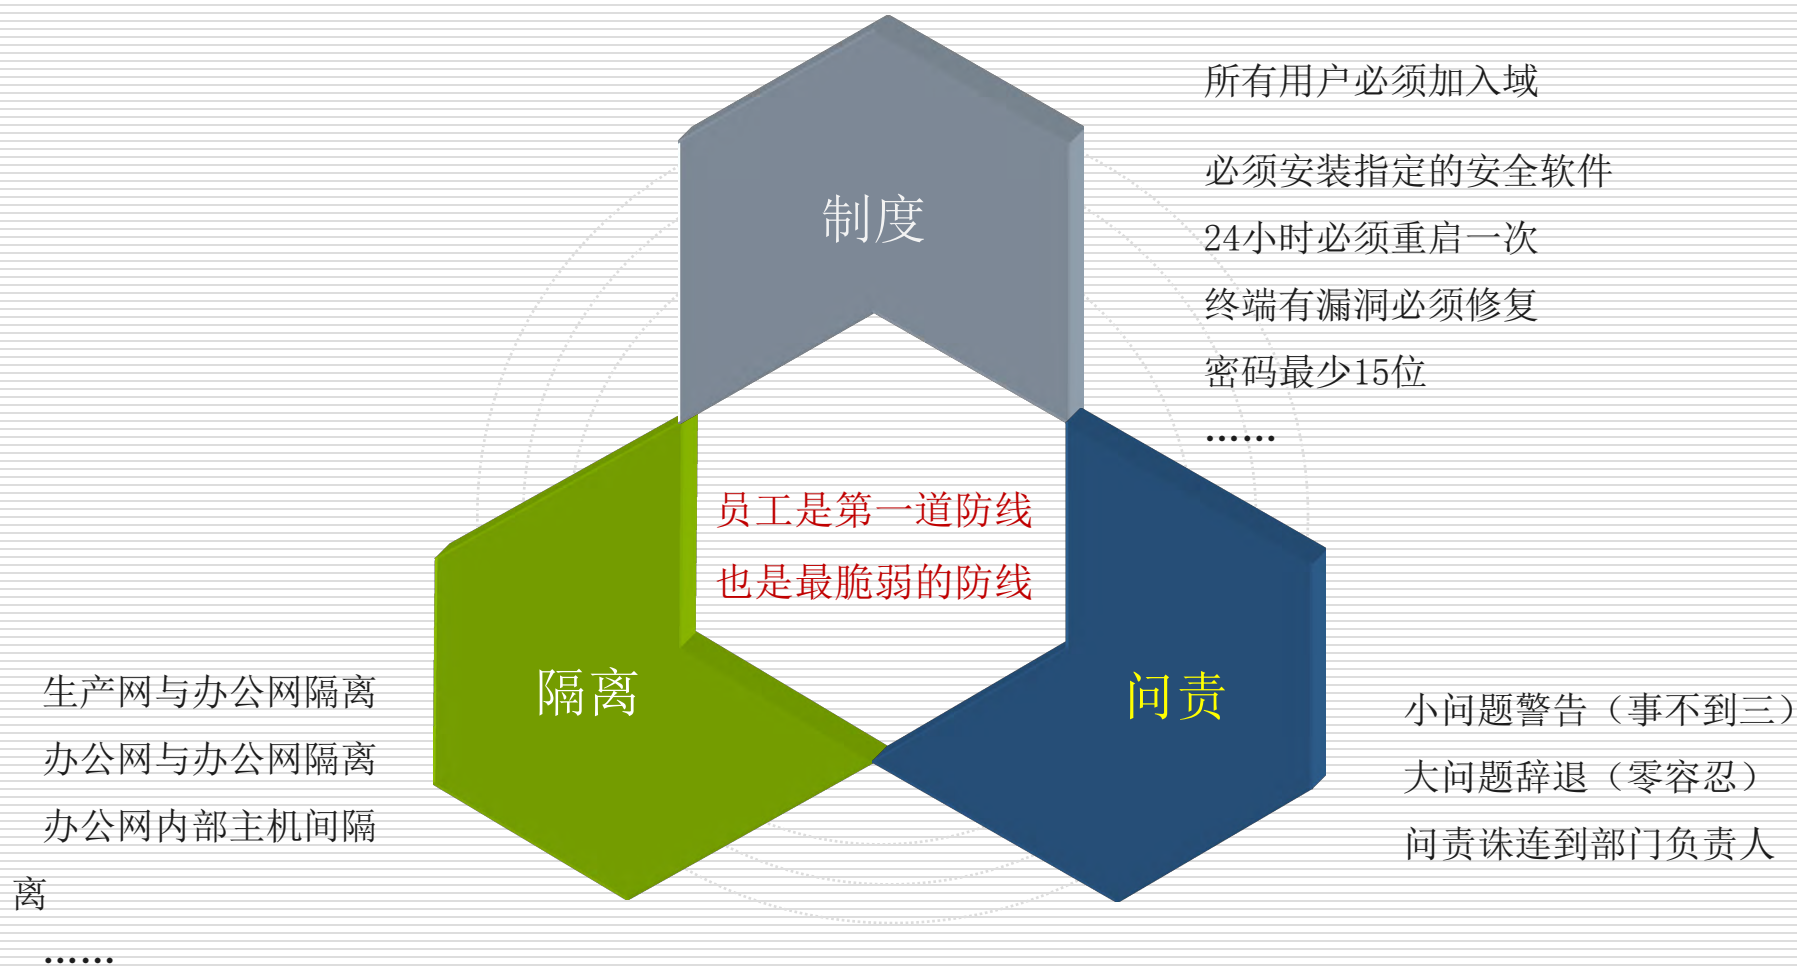 制度
所有用户必须加入域
必须安装指定的安全软件
24小时必须重启一次
终端有漏洞必须修复
密码最少15位
……
员工是第一道防线
也是最脆弱的防线
隔离
生产网与办公网隔离
办公网与办公网隔离
办公网内部主机间隔
离
……
问责
小问题警告（事不到三）
大问题辞退（零容忍）
问责诛连到部门负责人